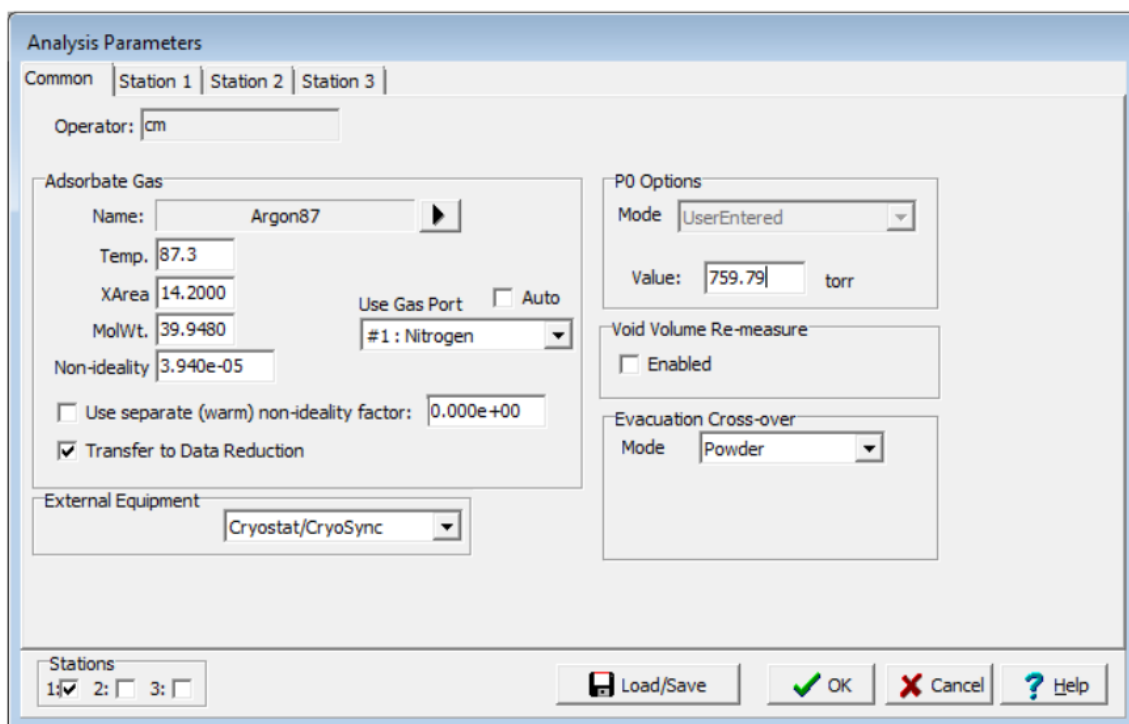 Analysis Parameters
Common Station 1 Station 2 Station 3
Operator: cm
Adsorbate Gas
Name: Argon87
Temp. 87.3
XArea 14.2000
MolWt. 39.9480
Non-ideality 3.940e-05
Use Gas Port Auto
#1 : Nitrogen
Use separate (warm) non-ideality factor: 0.000e+00
Transfer to Data Reduction
External Equipment
Cryostat/CryoSync
P0 Options
Mode UserEntered
Value: 759.79 torr
Void Volume Re-measure
Enabled
Evacuation Cross-over
Mode Powder
Stations
1: 2: 3:
Load/Save OK Cancel Help